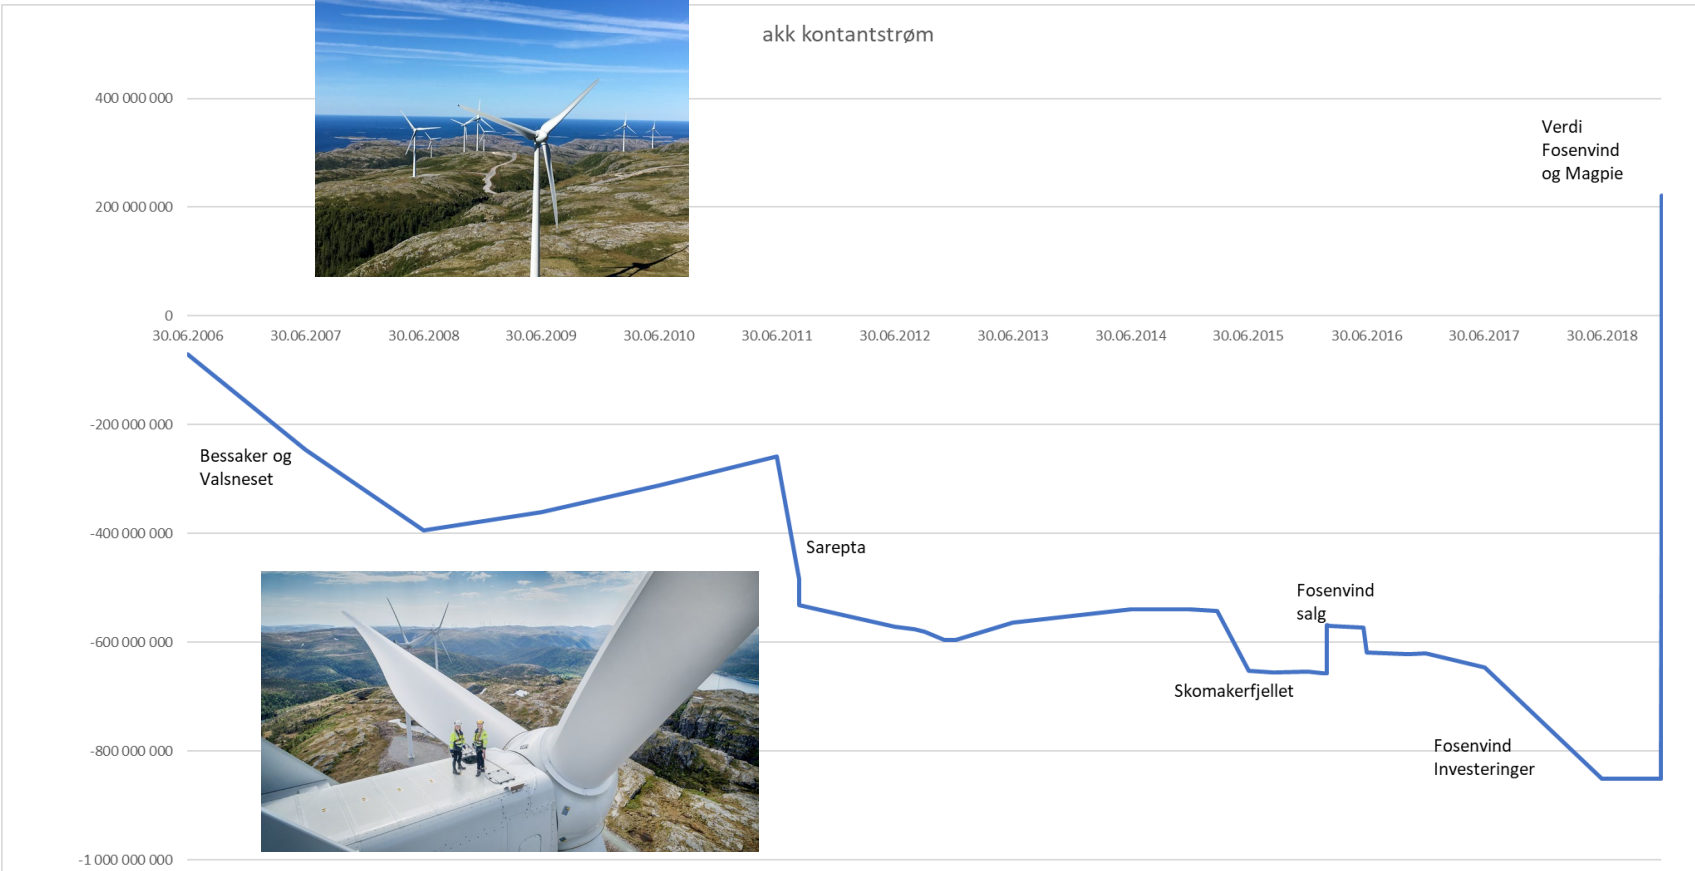 akk kontantstrøm
400 000 000
Verdi
Fosenvind
og Magpie
200 000 000
0
30.06.2006 30.06.2007 30.06.2008 30.06.2009 30.06.2010 30.06.2011 30.06.2012 30.06.2013 30.06.2014 30.06.2015 30.06.2016 30.06.2017 30.06.2018
-200 000 000
Bessaker og
Valsneset
-400 000 000
Sarepta
Fosenvind
salg
-600 000 000
Skomakerfjellet
-800 000 000
Fosenvind
Investeringer
-1 000 000 000